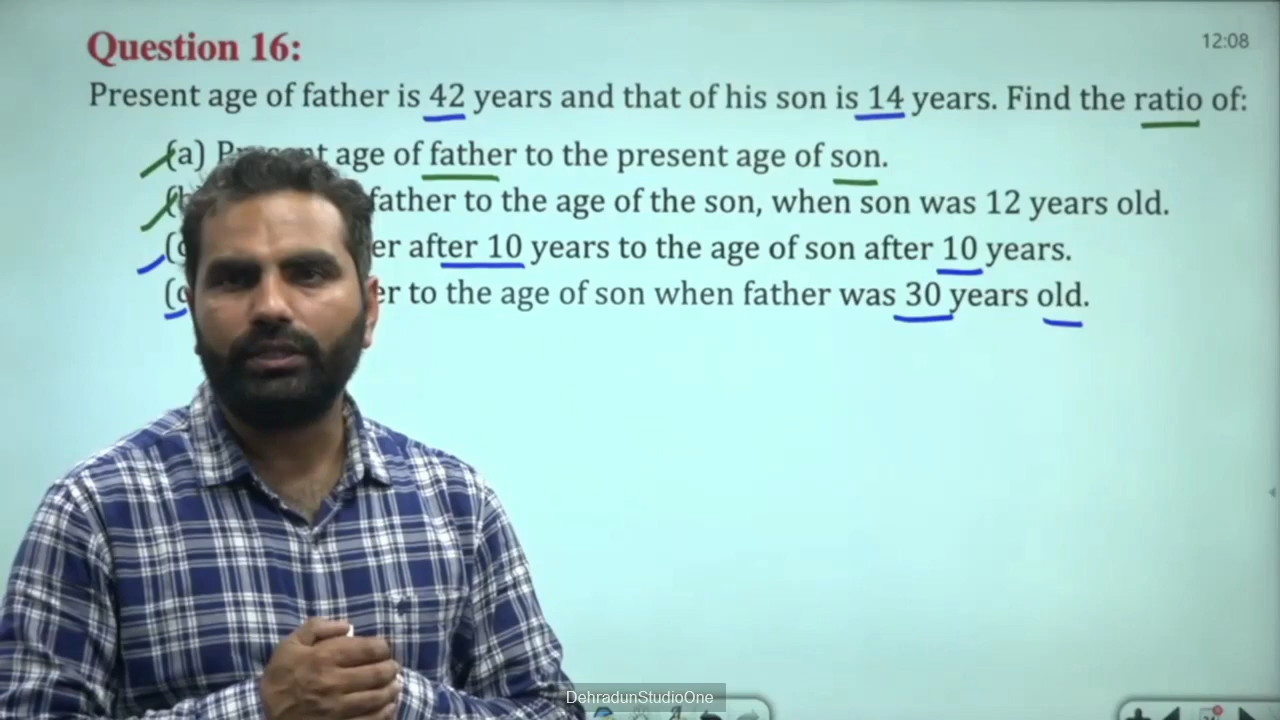 Question 16:
12:08
Present age of father is 42 years and that of his son is 14 years. Find the ratio of:
(a) Present age of father to the present age of son.
father to the age of the son, when son was 12 years old.
after 10 years to the age of son after 10 years.
to the age of son when father was 30 years old.
DehradunStudioOne